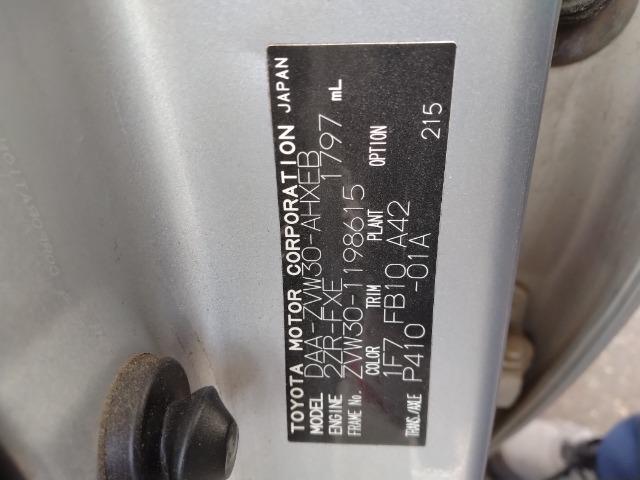 TOYOTA MOTOR CORPORATION JAPAN
MODEL DAA-ZVW30-AHXEB
ENGINE 2ZR-FXE 1797 mL
FRAME No. ZVW30-1198615
COLOR TRIM PLANT OPTION
1F7 FB10 A42
TRANS/AXLE P410 -01A 215